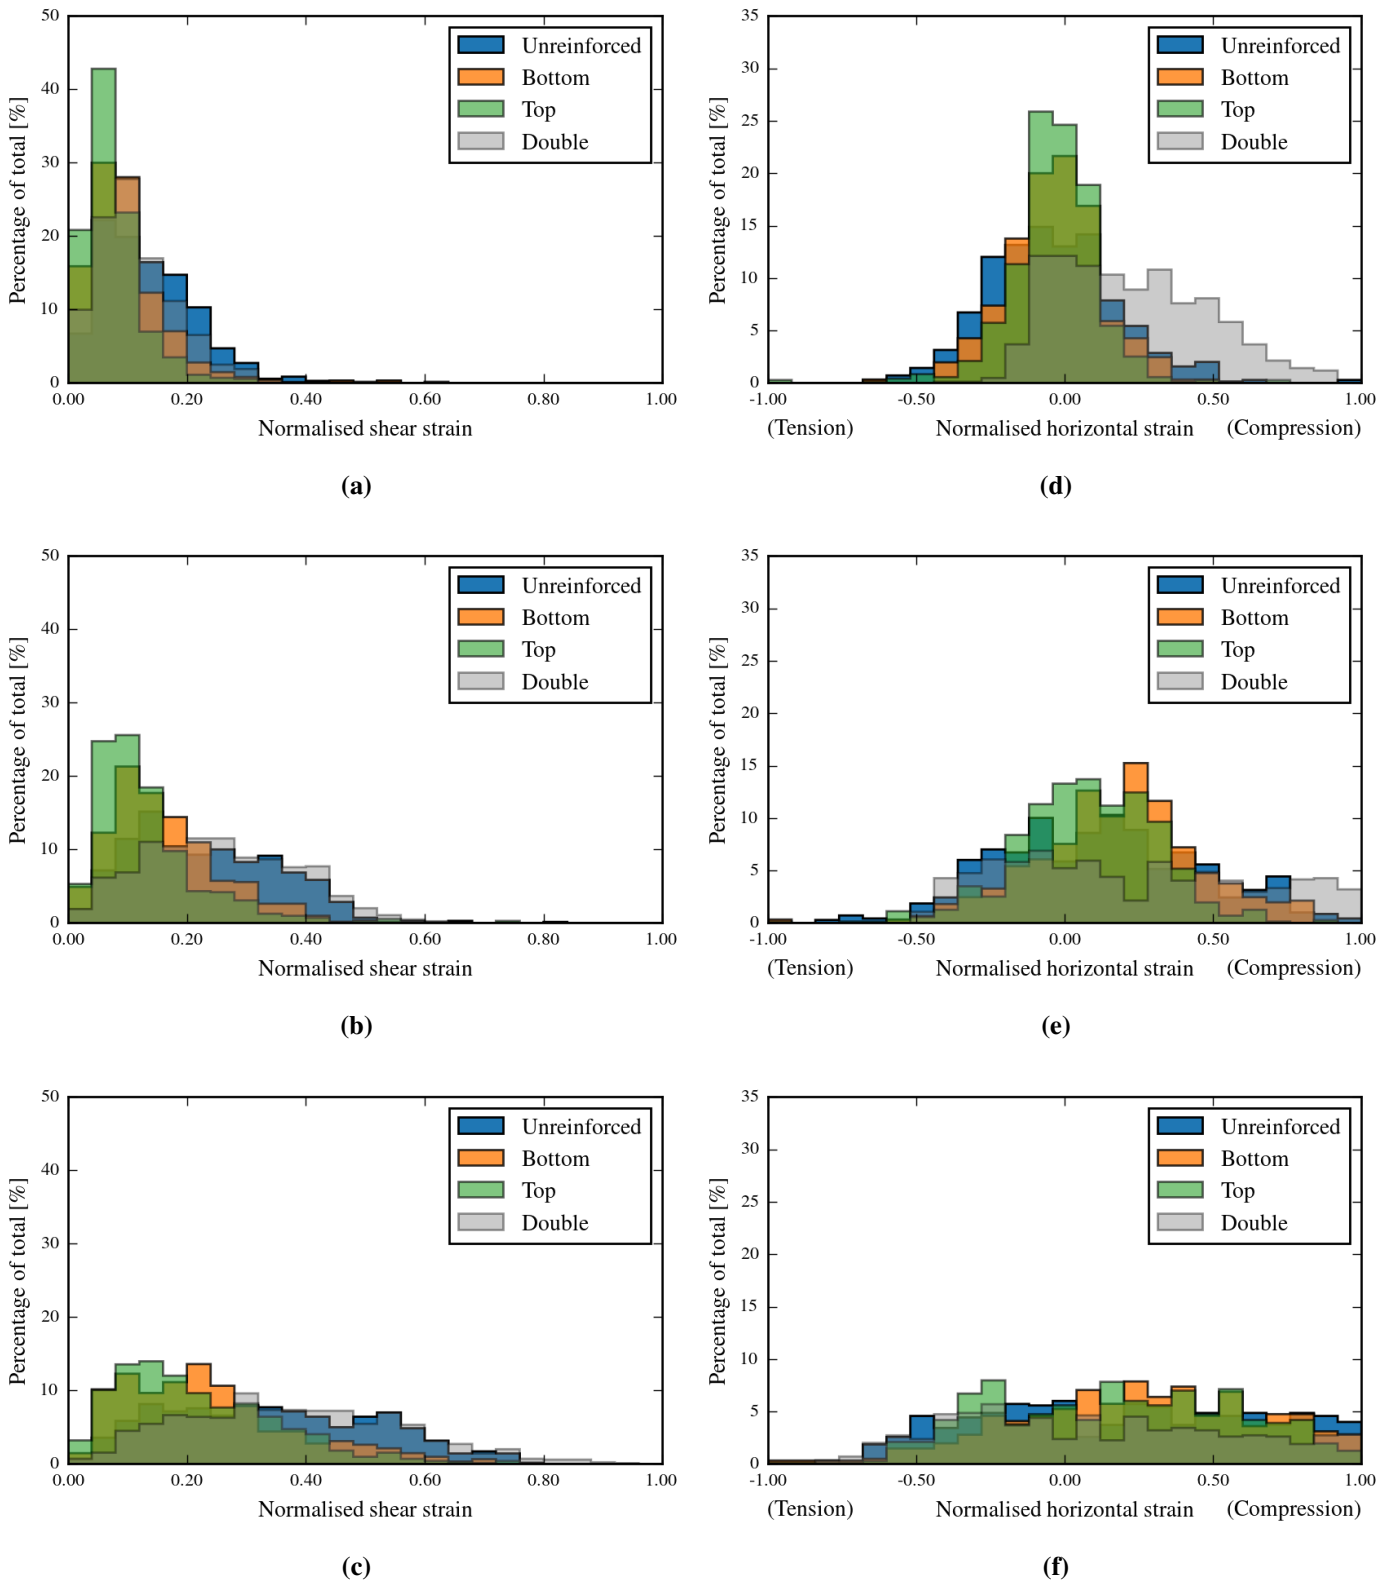 50
40
30
20
10
0
Percentage of total [%]
Unreinforced
Bottom
Top
Double
0.00 0.20 0.40 0.60 0.80 1.00
Normalised shear strain
(a)
35
30
25
20
15
10
5
0
Percentage of total [%]
Unreinforced
Bottom
Top
Double
-1.00 -0.50 0.00 0.50 1.00
(Tension) Normalised horizontal strain (Compression)
(d)
50
40
30
20
10
0
Percentage of total [%]
Unreinforced
Bottom
Top
Double
0.00 0.20 0.40 0.60 0.80 1.00
Normalised shear strain
(b)
35
30
25
20
15
10
5
0
Percentage of total [%]
Unreinforced
Bottom
Top
Double
-1.00 -0.50 0.00 0.50 1.00
(Tension) Normalised horizontal strain (Compression)
(e)
50
40
30
20
10
0
Percentage of total [%]
Unreinforced
Bottom
Top
Double
0.00 0.20 0.40 0.60 0.80 1.00
Normalised shear strain
(c)
35
30
25
20
15
10
5
0
Percentage of total [%]
Unreinforced
Bottom
Top
Double
-1.00 -0.50 0.00 0.50 1.00
(Tension) Normalised horizontal strain (Compression)
(f)